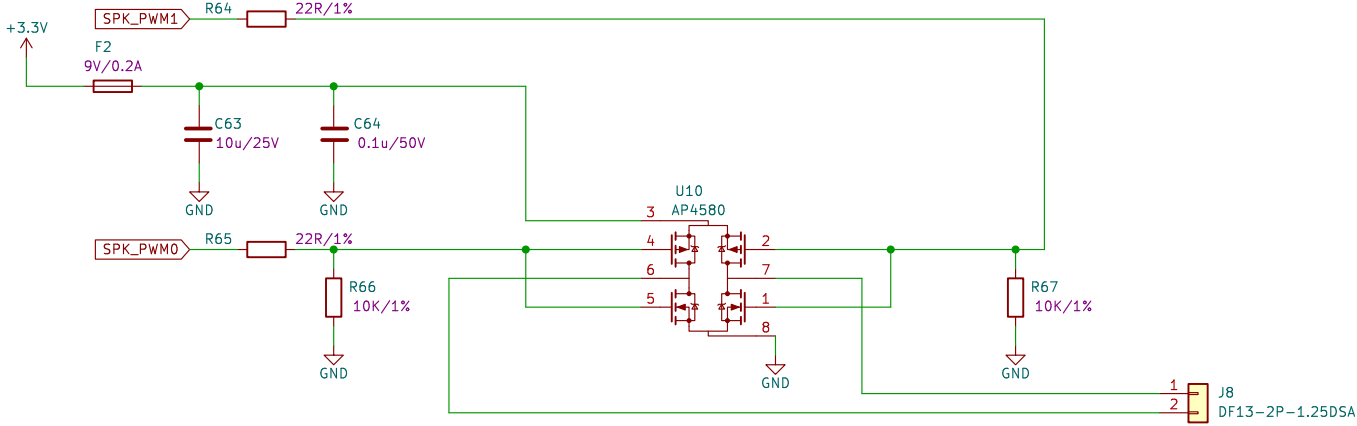 SPK_PWM1
R64
22R/1%
+3.3V
F2
9V/0.2A
C63
10u/25V
C64
0.1u/50V
GND
GND
U10
AP4580
3
SPK_PWM0
R65
22R/1%
4
2
6
7
R66
10K/1%
5
1
R67
10K/1%
8
GND
GND
GND
1
J8
2
DF13-2P-1.25DSA